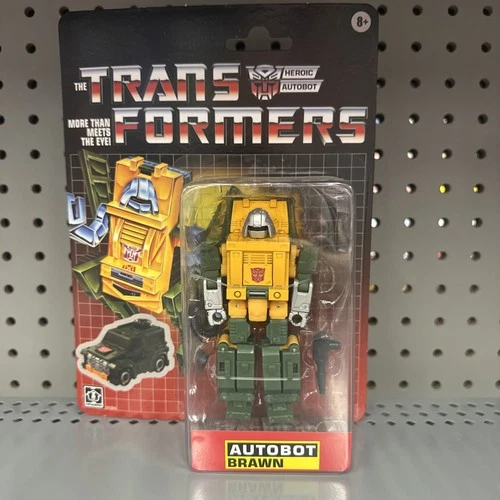 8+
THE TRANS
HEROIC
AUTOBOT
MORE THAN
MEETS
THE EYE!
FORMERS
AUTOBOT
BRAWN